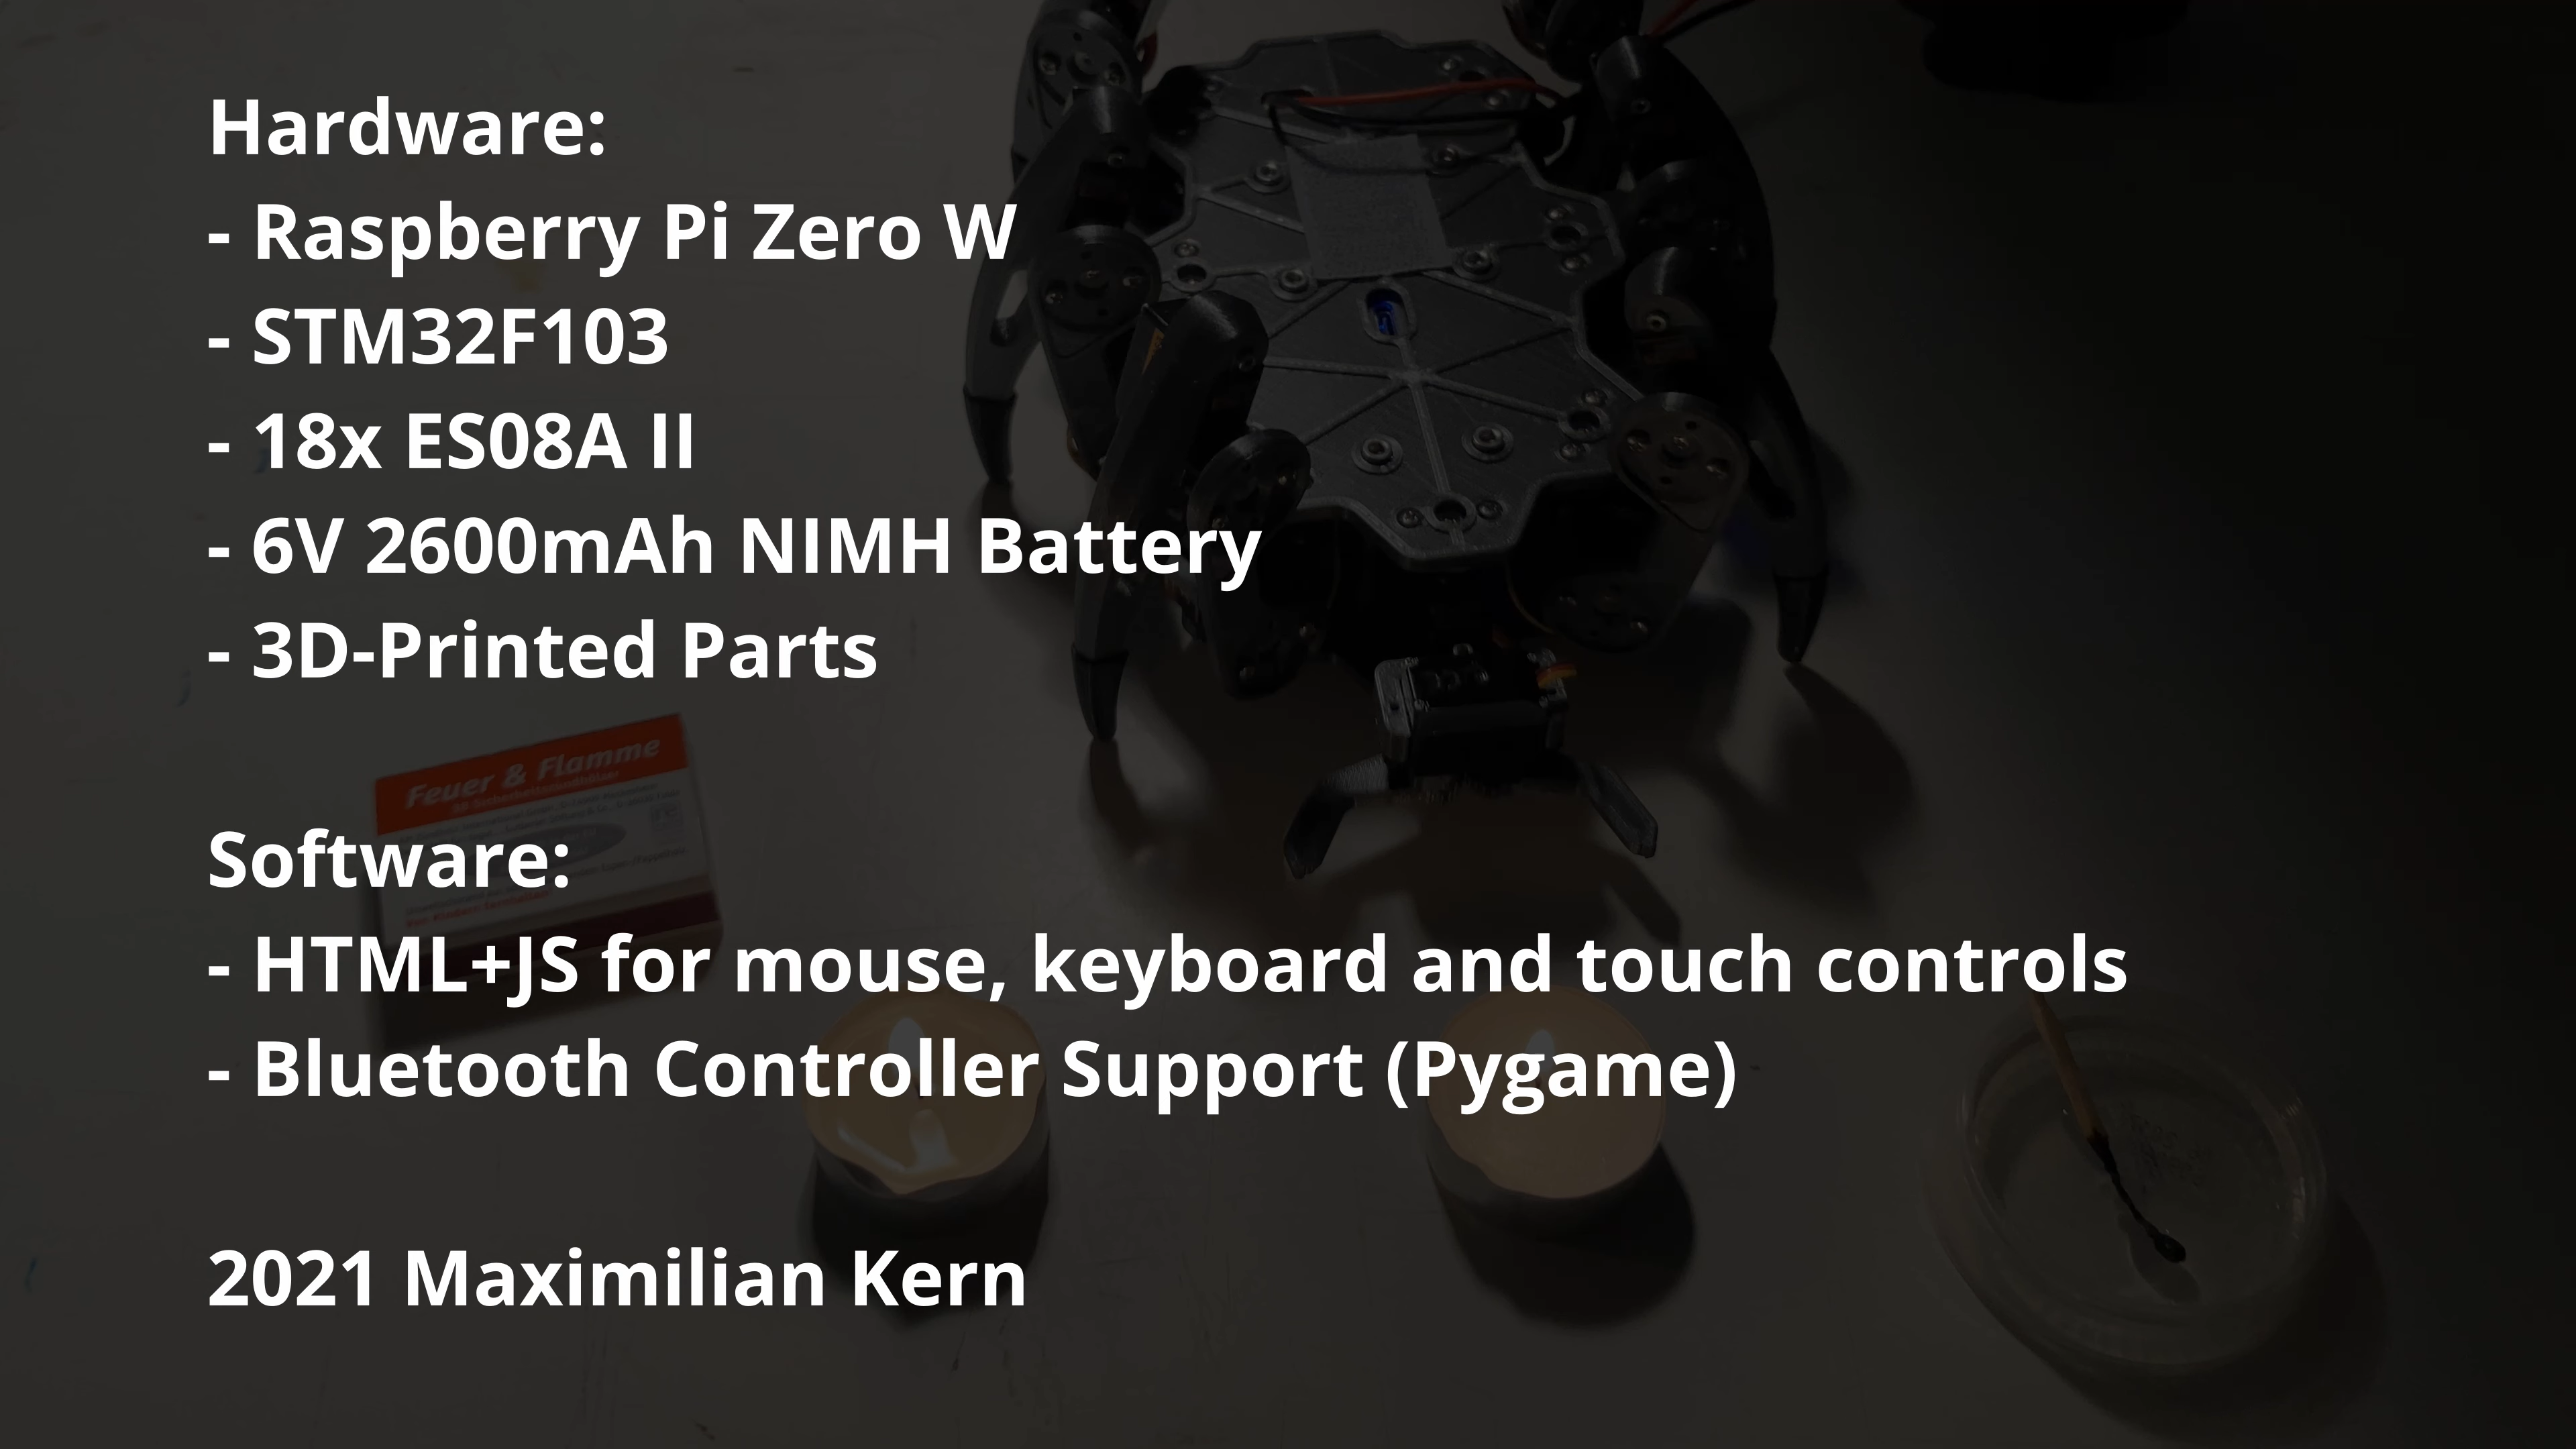 Hardware:
- Raspberry Pi Zero W
- STM32F103
- 18x ES08A II
- 6V 2600mAh NIMH Battery
- 3D-Printed Parts
Feuer & Flamme
Software:
- HTML+JS for mouse, keyboard and touch controls
- Bluetooth Controller Support (Pygame)
2021 Maximilian Kern